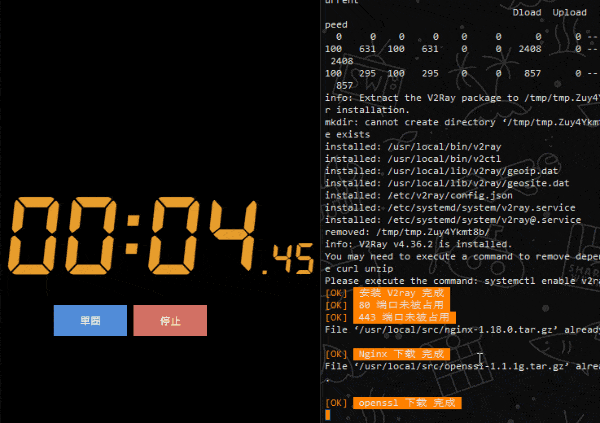 00:04.45
單圈
停止
urrent
Dload Upload
peed
0 0 0 0 0 0 0 0 --
100 631 100 631 0 0 2408 0 --
2408
100 295 100 295 0 0 857 0 --
857
info: Extract the V2Ray package to /tmp/tmp.Zuy4Y
r installation.
mkdir: cannot create directory ‘/tmp/tmp.Zuy4Ykm
e exists
installed: /usr/local/bin/v2ray
installed: /usr/local/bin/v2ctl
installed: /usr/local/lib/v2ray/geoip.dat
installed: /usr/local/lib/v2ray/geosite.dat
installed: /etc/v2ray/config.json
installed: /etc/systemd/system/v2ray.service
installed: /etc/systemd/system/v2ray@.service
removed: /tmp/tmp.Zuy4Ykmt8b/
info: V2Ray v4.36.2 is installed.
You may need to execute a command to remove depe
e curl unzip
Please execute the command: systemctl enable v2ra
[OK] 安装 V2ray 完成
[OK] 80 端口未被占用
[OK] 443 端口未被占用
File ‘/usr/local/src/nginx-1.18.0.tar.gz’ already
[OK] Nginx 下载 完成
File ‘/usr/local/src/openssl-1.1.1g.tar.gz’ alrea
.
[OK] openssl 下载 完成